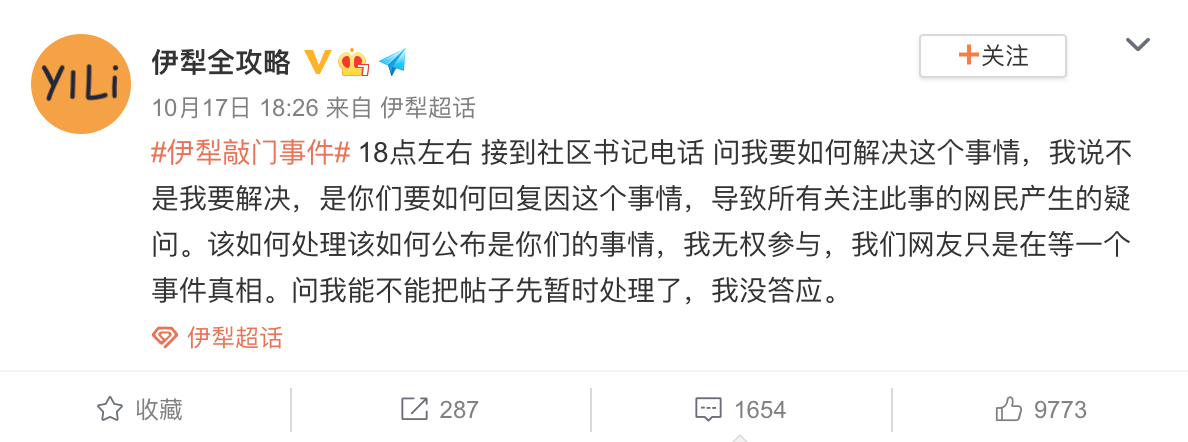 YILi
伊犁全攻略
+关注
10月17日 18:26 来自 伊犁超话
#伊犁敲门事件# 18点左右 接到社区书记电话 问我要如何解决这个事情，我说不
是我要解决，是你们要如何回复因这个事情，导致所有关注此事的网民产生的疑
问。该如何处理该如何公布是你们的事情，我无权参与，我们网友只是在等一个
事件真相。问我能不能把帖子先暂时处理了，我没答应。
伊犁超话
收藏
287
1654
9773